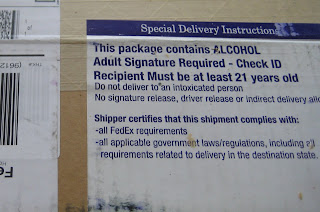 Special Delivery Instructions
This package contains ALCOHOL
Adult Signature Required - Check ID
Recipient Must be at least 21 years old
Do not deliver to an intoxicated person
No signature release, driver release or indirect delivery allo
Shipper certifies that this shipment complies with:
-all FedEx requirements
-all applicable government laws/regulations, including all
requirements related to delivery in the destination state.
Fe